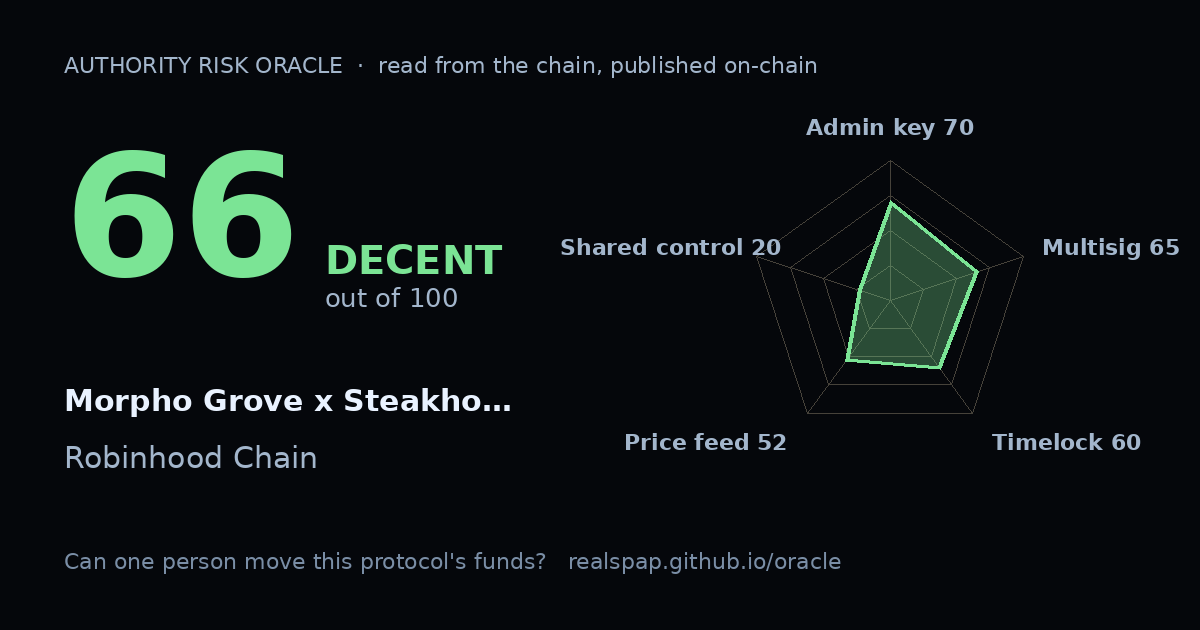 AUTHORITY RISK ORACLE · read from the chain, published on-chain
66
DECENT
out of 100
Morpho Grove x Steakho...
Robinhood Chain
Admin key 70
Shared control 20
Multisig 65
Price feed 52
Timelock 60
Can one person move this protocol's funds? realspap.github.io/oracle